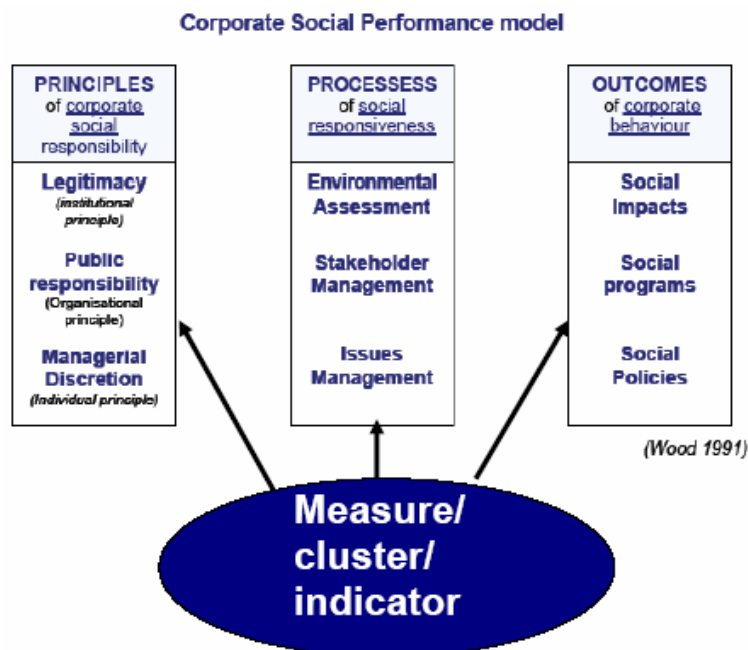 Corporate Social Performance model
PRINCIPLES
of corporate
social
responsibility
Legitimacy
(institutional
principle)
Public
responsibility
(Organisational
principle)
Managerial
Discretion
(Individual principle)
PROCESSESS
of social
responsiveness
Environmental
Assessment
Stakeholder
Management
Issues
Management
OUTCOMES
of corporate
behaviour
Social
Impacts
Social
programs
Social
Policies
(Wood 1991)
Measure/
cluster/
indicator